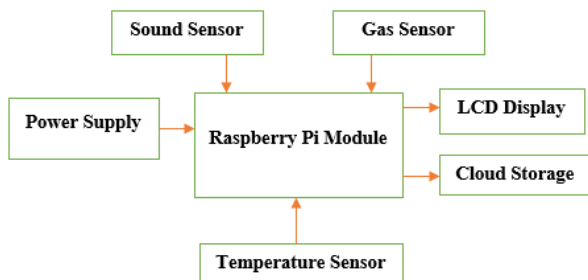 Sound Sensor
Gas Sensor
Power Supply
Raspberry Pi Module
LCD Display
Cloud Storage
Temperature Sensor